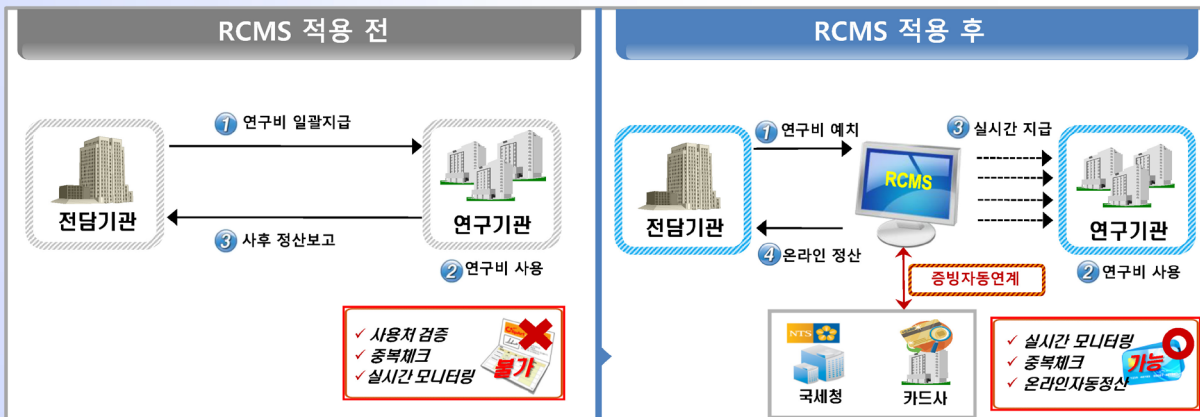 RCMS 적용 전
① 연구비 일괄지급
전담기관
연구기관
③ 사후 정산보고
② 연구비 사용
✓ 사용처 검증
✓ 중복체크
✓ 실시간 모니터링
불가
RCMS 적용 후
① 연구비 예치
③ 실시간 지급
RCMS
전담기관
연구기관
④ 온라인 정산
② 연구비 사용
증빙자동연계
NTS
국세청
카드사
✓ 실시간 모니터링
✓ 중복체크
✓ 온라인자동정산
가능